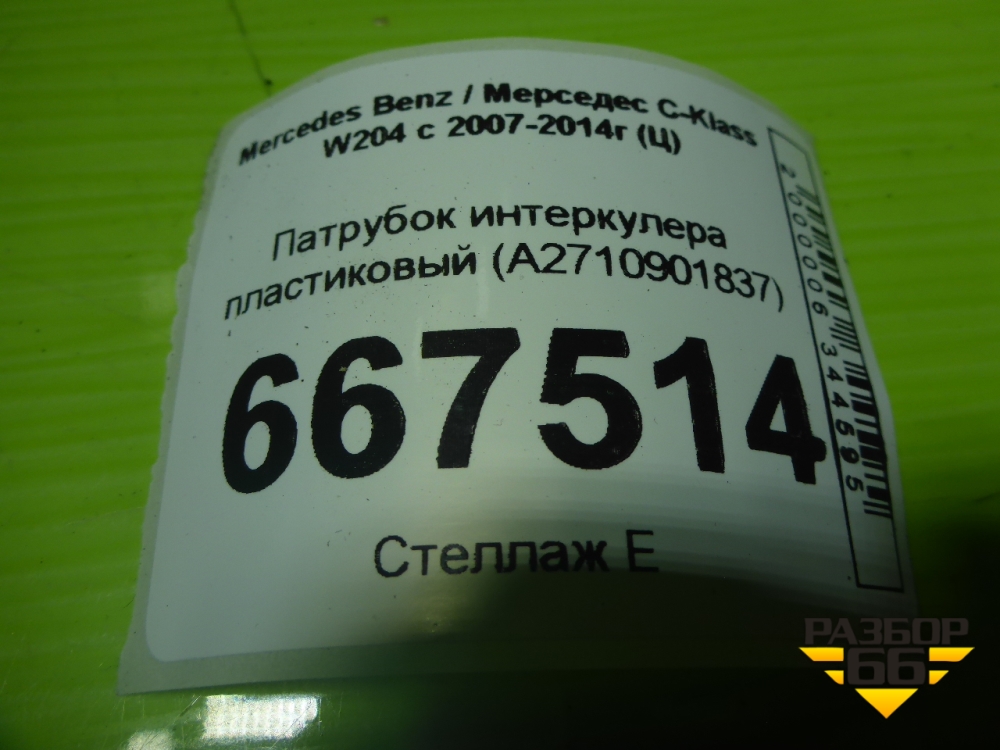 Mercedes Benz / Мерседес C-Klass
W204 с 2007-2014г (Ц)
Патрубок интеркулера
пластиковый (A2710901837)
667514
Стеллаж Е
2000006344595
РАЗБОР
66